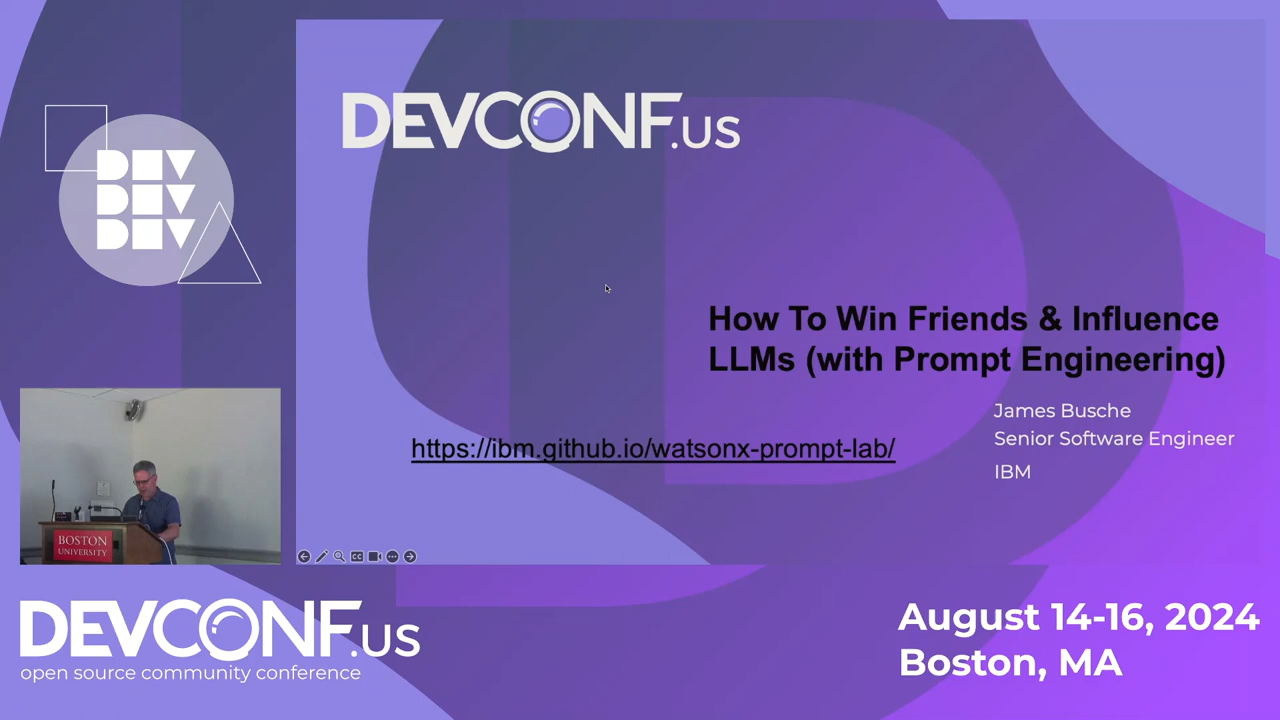 DEV
DEV
DEV
DEVCONF.US
How To Win Friends & Influence
LLMs (with Prompt Engineering)
James Busche
Senior Software Engineer
IBM
https://ibm.github.io/watsonx-prompt-lab/
CC
BOSTON
UNIVERSITY
DEVCONF.US
open source community conference
August 14-16, 2024
Boston, MA